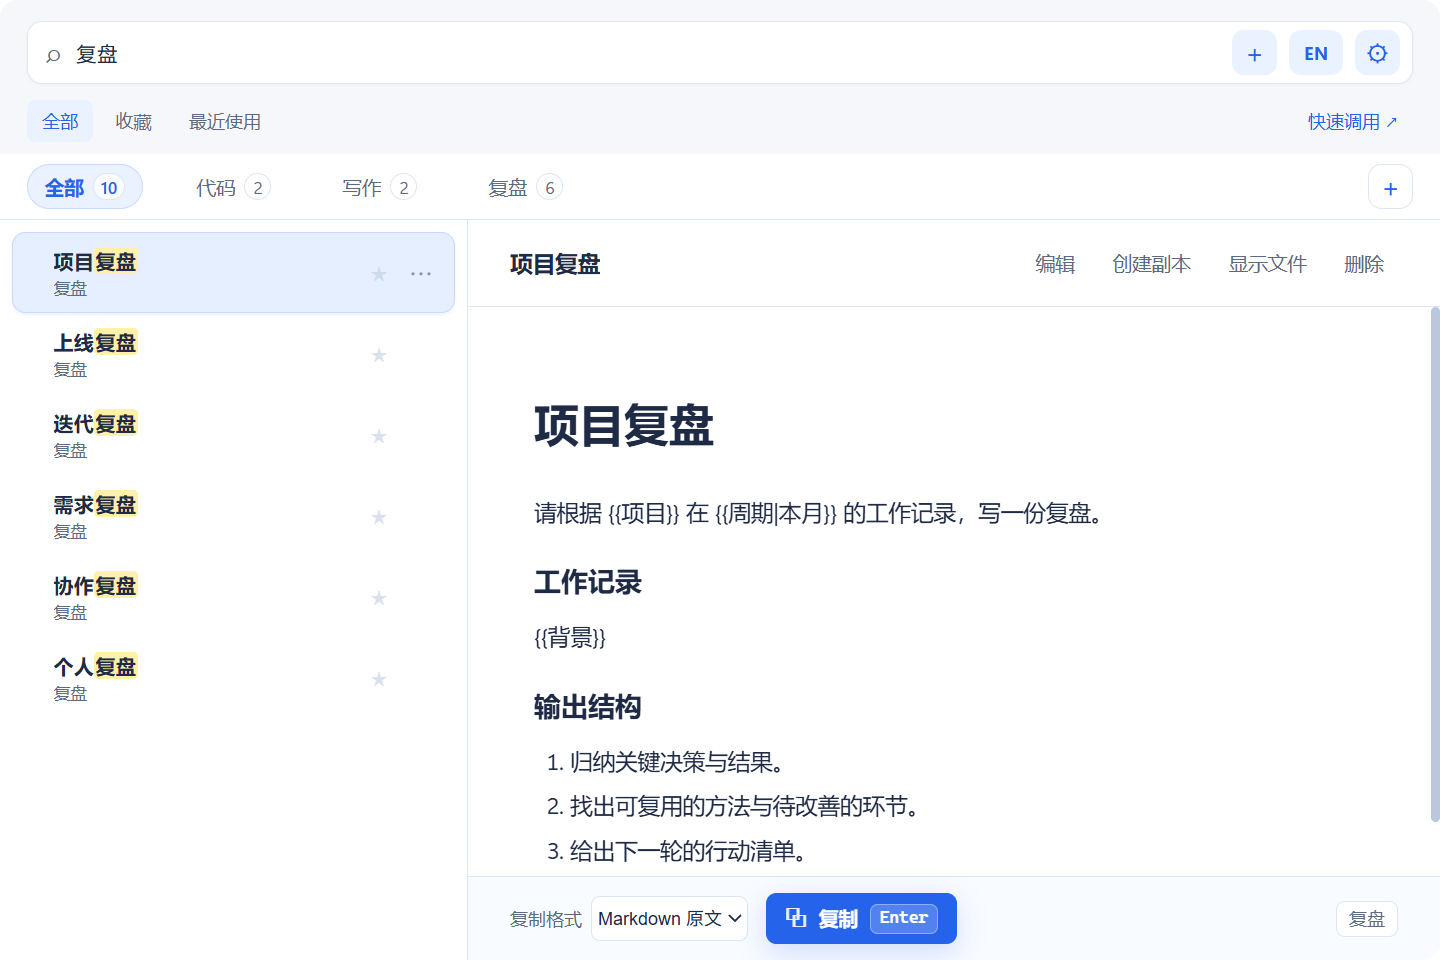 复盘
+
EN
全部 收藏 最近使用
快速调用 ↗
全部 10 代码 2 写作 2 复盘 6
+
项目复盘
复盘
上线复盘
复盘
迭代复盘
复盘
需求复盘
复盘
协作复盘
复盘
个人复盘
复盘
项目复盘
编辑 创建副本 显示文件 删除
项目复盘
请根据 {{项目}} 在 {{周期|本月}} 的工作记录，写一份复盘。
工作记录
{{背景}}
输出结构
1. 归纳关键决策与结果。
2. 找出可复用的方法与待改善的环节。
3. 给出下一轮的行动清单。
复制格式 Markdown 原文 复制 Enter 复盘